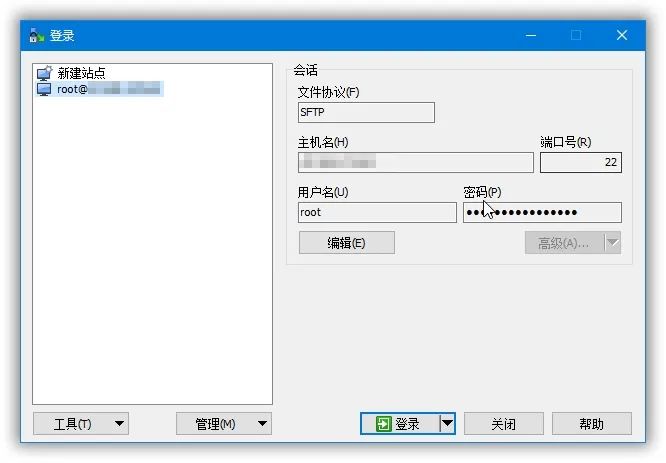 登录
新建站点
root@
会话
文件协议(F)
SFTP
主机名(H) 端口号(R)
22
用户名(U) 密码(P)
root ●●●●●●●●●●●●●●●●
编辑(E) 高级(A)...
工具(T) 管理(M) 登录 关闭 帮助